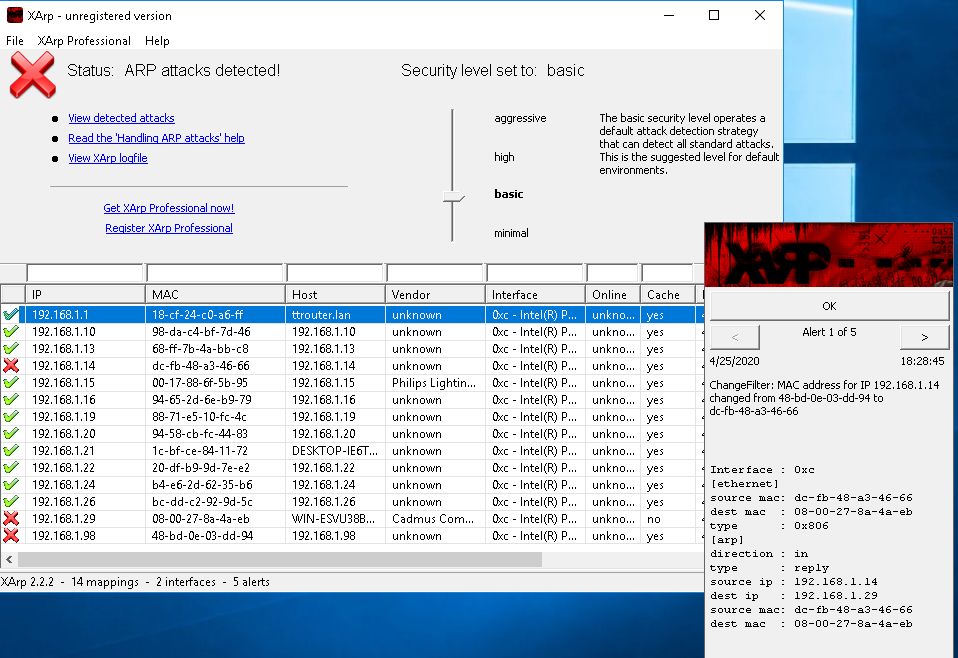 XArp - unregistered version
File XArp Professional Help
Status: ARP attacks detected!
Security level set to: basic
View detected attacks
Read the 'Handling ARP attacks' help
View XArp logfile
Get XArp Professional now!
Register XArp Professional
aggressive
high
basic
minimal
The basic security level operates a
default attack detection strategy
that can detect all standard attacks.
This is the suggested level for default
environments.
IP MAC Host Vendor Interface Online Cache
192.168.1.1 18-cf-24-c0-a6-ff ttrouter.lan unknown 0xc - Intel(R) P... unkno... yes
192.168.1.10 98-da-c4-bf-7d-46 192.168.1.10 unknown 0xc - Intel(R) P... unkno... yes
192.168.1.13 68-ff-7b-4a-bb-c8 192.168.1.13 unknown 0xc - Intel(R) P... unkno... yes
192.168.1.14 dc-fb-48-a3-46-66 192.168.1.14 unknown 0xc - Intel(R) P... unkno... yes
192.168.1.15 00-17-88-6f-5b-95 192.168.1.15 Philips Lightin... 0xc - Intel(R) P... unkno... yes
192.168.1.16 94-65-2d-6e-b9-79 192.168.1.16 unknown 0xc - Intel(R) P... unkno... yes
192.168.1.19 88-71-e5-10-fc-4c 192.168.1.19 unknown 0xc - Intel(R) P... unkno... yes
192.168.1.20 94-58-cb-fc-44-83 192.168.1.20 unknown 0xc - Intel(R) P... unkno... yes
192.168.1.21 1c-bf-ce-84-11-72 DESKTOP-IE6T... unknown 0xc - Intel(R) P... unkno... yes
192.168.1.22 20-df-b9-9d-7e-e2 192.168.1.22 unknown 0xc - Intel(R) P... unkno... yes
192.168.1.24 b4-e6-2d-62-35-b6 192.168.1.24 unknown 0xc - Intel(R) P... unkno... yes
192.168.1.26 bc-dd-c2-92-9d-5c 192.168.1.26 unknown 0xc - Intel(R) P... unkno... yes
192.168.1.29 08-00-27-8a-4a-eb WIN-ESVU38B... Cadmus Com... 0xc - Intel(R) P... unkno... no
192.168.1.98 48-bd-0e-03-dd-94 192.168.1.98 unknown 0xc - Intel(R) P... unkno... yes
XArp 2.2.2 - 14 mappings - 2 interfaces - 5 alerts
XARP
OK
< Alert 1 of 5 >
4/25/2020 18:28:45
ChangeFilter: MAC address for IP 192.168.1.14
changed from 48-bd-0e-03-dd-94 to
dc-fb-48-a3-46-66
Interface : 0xc
[ethernet]
source mac: dc-fb-48-a3-46-66
dest mac : 08-00-27-8a-4a-eb
type : 0x806
[arp]
direction : in
type : reply
source ip : 192.168.1.14
dest ip : 192.168.1.29
source mac: dc-fb-48-a3-46-66
dest mac : 08-00-27-8a-4a-eb